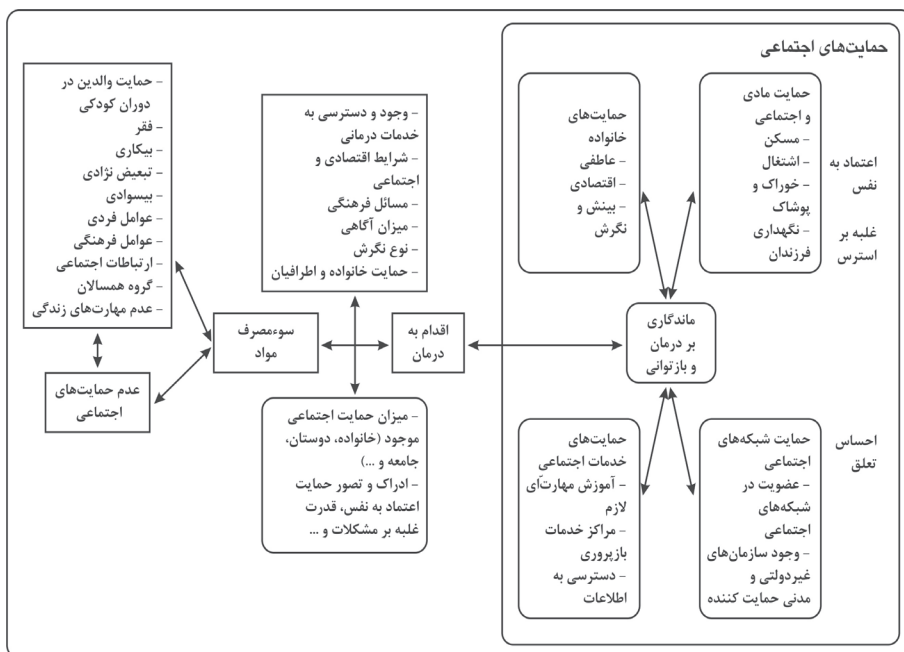 حمایت‌های اجتماعی
حمایت مادی
و اجتماعی
– مسکن
– اشتغال
– خوراک و
پوشاک
– نگهداری
فرزندان
اعتماد به
نفس
غلبه بر
استرس
حمایت‌های
خانواده
– عاطفی
– اقتصادی
– بینش و
نگرش
ماندگاری
بر درمان
و بازتوانی
احساس
تعلق
حمایت شبکه‌های
اجتماعی
– عضویت در
شبکه‌های
اجتماعی
– وجود سازمان‌های
غیردولتی و
مدنی حمایت کننده
حمایت‌های
خدمات اجتماعی
– آموزش مهارت‌آی
لازم
– مراکز خدمات
بازپروری
– دسترسی به
اطلاعات
– وجود و دسترسی به
خدمات درمانی
– شرایط اقتصادی و
اجتماعی
– مسائل فرهنگی
– میزان آگاهی
– نوع نگرش
– حمایت خانواده و اطرافیان
اقدام به
درمان
– میزان حمایت اجتماعی
موجود (خانواده، دوستان،
جامعه و ...)
– ادراک و تصور حمایت
اعتماد به نفس، قدرت
غلبه بر مشکلات و ...
سوءمصرف
مواد
– حمایت والدین در
دوران کودکی
– فقر
– بیکاری
– تبعیض نژادی
– بیسوادی
– عوامل فردی
– عوامل فرهنگی
– ارتباطات اجتماعی
– گروه همسالان
– عدم مهارت‌های زندگی
عدم حمایت‌های
اجتماعی